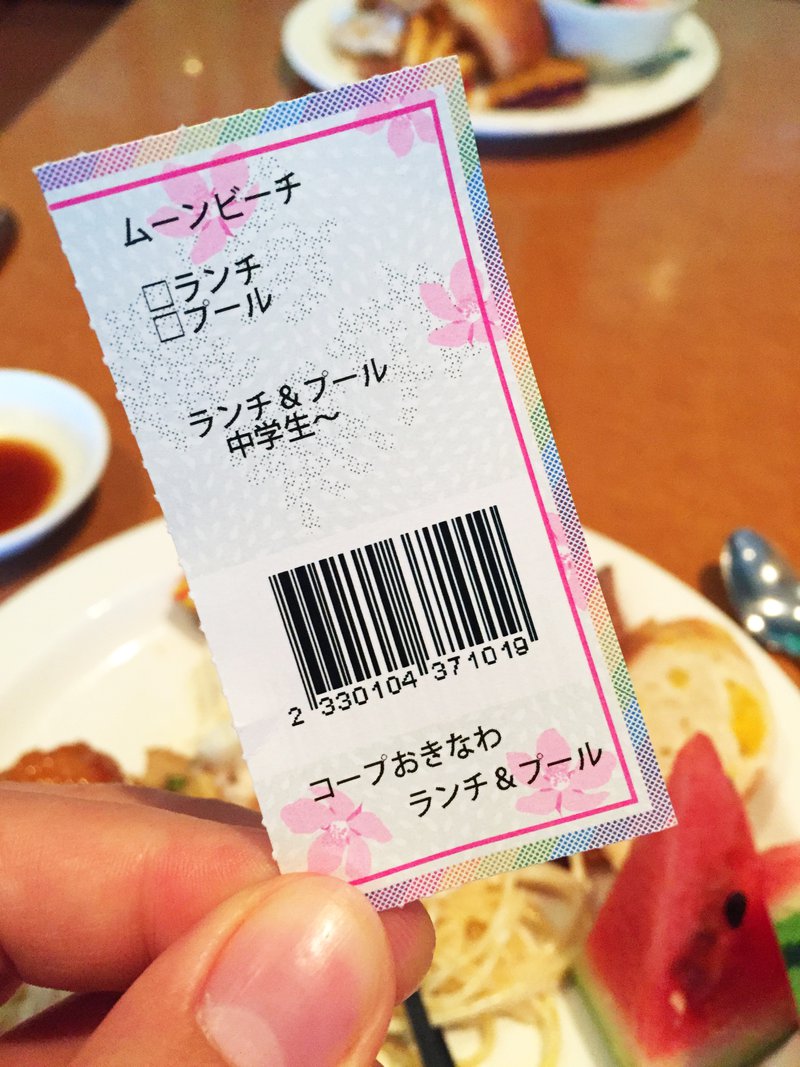 ムーンビーチ
□ランチ
□プール
ランチ&プール
中学生～
2 330104 371019
コープおきなわ
ランチ&プール